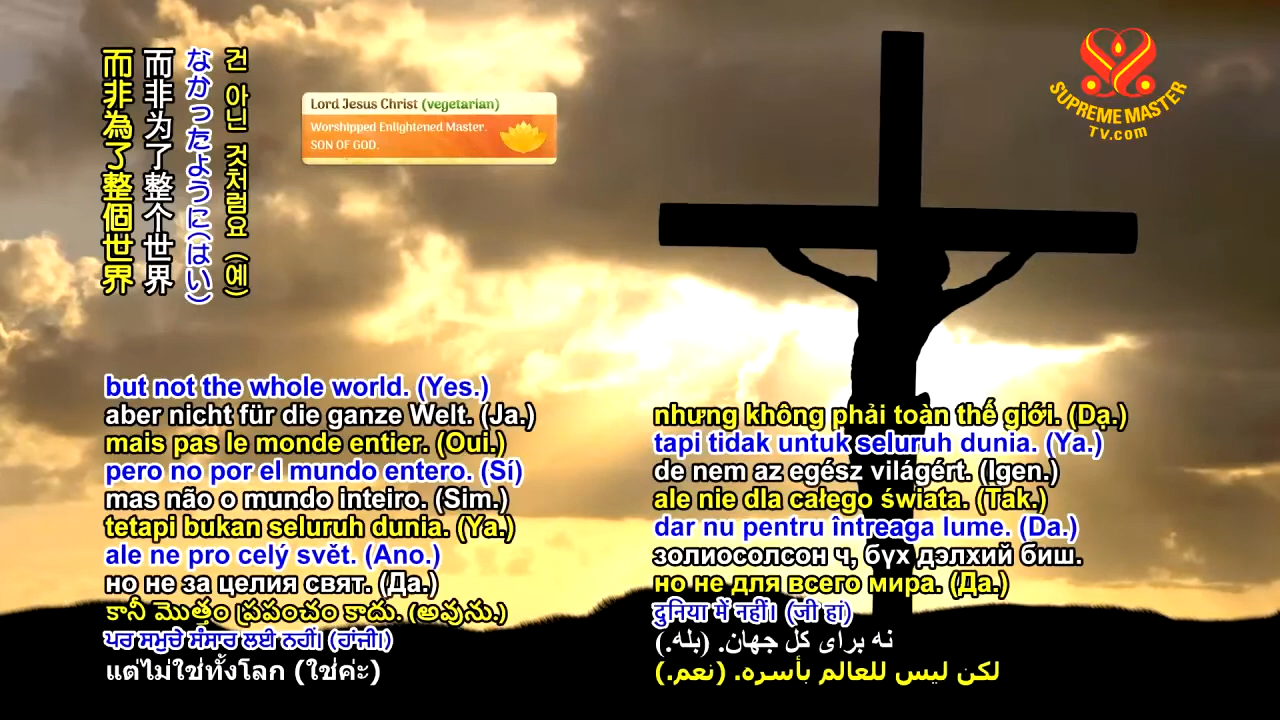 건 아닌 것처럼요 (예)
なかったように(はい)
而非为了整个世界
而非為了整個世界
Lord Jesus Christ (vegetarian)
Worshipped Enlightened Master.
SON OF GOD.
SUPREME MASTER
TV.com
but not the whole world. (Yes.)
aber nicht für die ganze Welt. (Ja.)
mais pas le monde entier. (Oui.)
pero no por el mundo entero. (Sí)
mas não o mundo inteiro. (Sim.)
tetapi bukan seluruh dunia. (Ya.)
ale ne pro celý svět. (Ano.)
но не за целия свят. (Да.)
కానీ మొత్తం ప్రపంచం కాదు. (అవును.)
ਪਰ ਸਮੁਚੇ ਸੰਸਾਰ ਲਈ ਨਹੀਂ। (ਹਾਂਜੀ।)
แต่ไม่ใช่ทั้งโลก (ใช่ค่ะ)
nhưng không phải toàn thế giới. (Dạ.)
tapi tidak untuk seluruh dunia. (Ya.)
de nem az egész világért. (Igen.)
ale nie dla całego świata. (Tak.)
dar nu pentru întreaga lume. (Da.)
золиосолсон ч, бүх дэлхий биш.
но не для всего мира. (Да.)
दुनिया में नहीं। (जी हां)
نه برای کل جهان. (بله.)
لكن ليس للعالم بأسره. (نعم.)